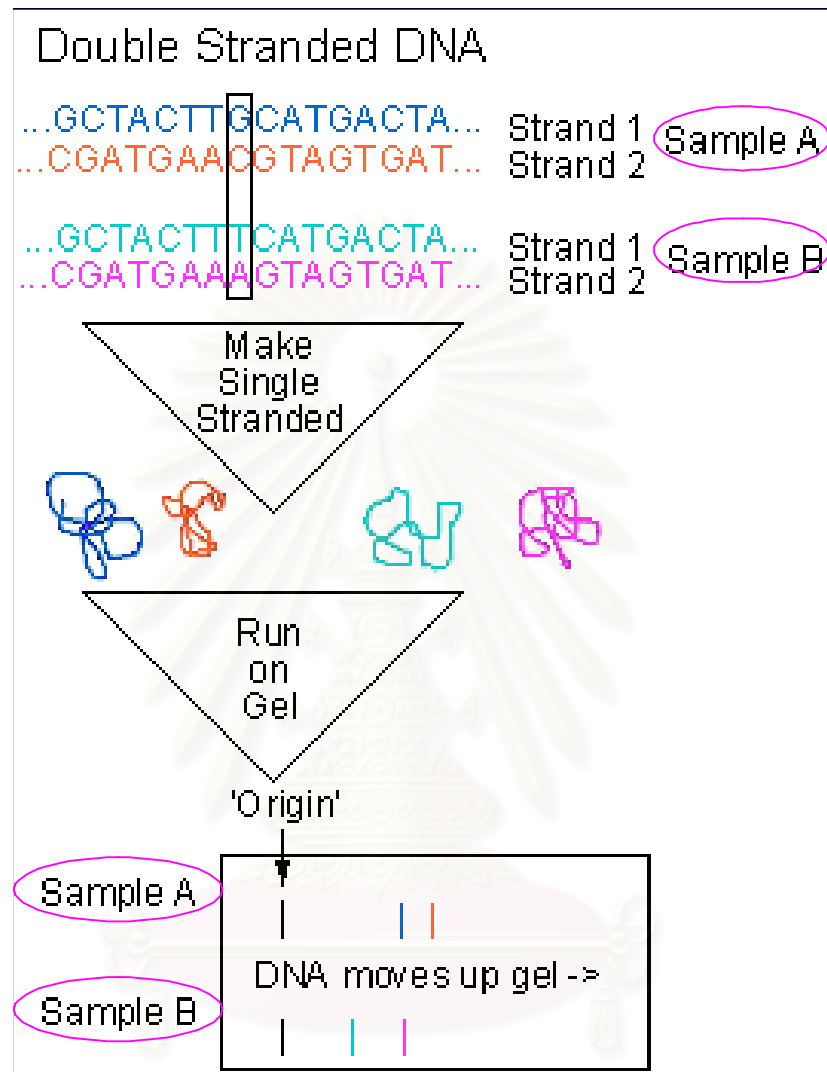 Double Stranded DNA
...GCTACTTGCATGACTA... Strand 1 Sample A
...CGATGAACGTAGTGAT... Strand 2
...GCTACTTTCATGACTA... Strand 1 Sample B
...CGATGAAAGTAGTGAT... Strand 2
Make
Single
Stranded
Run
on
Gel
'Origin'
Sample A
DNA moves up gel ->
Sample B